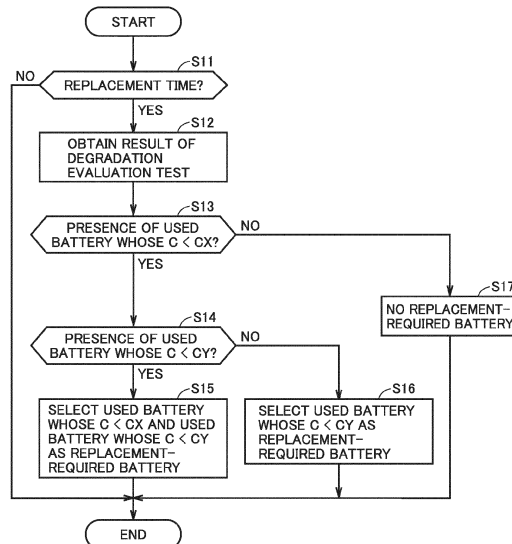 START
S11
NO
REPLACEMENT TIME?
YES
S12
OBTAIN RESULT OF
DEGRADATION
EVALUATION TEST
S13
PRESENCE OF USED
BATTERY WHOSE C < CX?
NO
YES
S17
NO REPLACEMENT-
REQUIRED BATTERY
S14
PRESENCE OF USED
BATTERY WHOSE C < CY?
NO
YES
S15
SELECT USED BATTERY
WHOSE C < CX AND USED
BATTERY WHOSE C < CY
AS REPLACEMENT-
REQUIRED BATTERY
S16
SELECT USED BATTERY
WHOSE C < CY AS
REPLACEMENT-
REQUIRED BATTERY
END